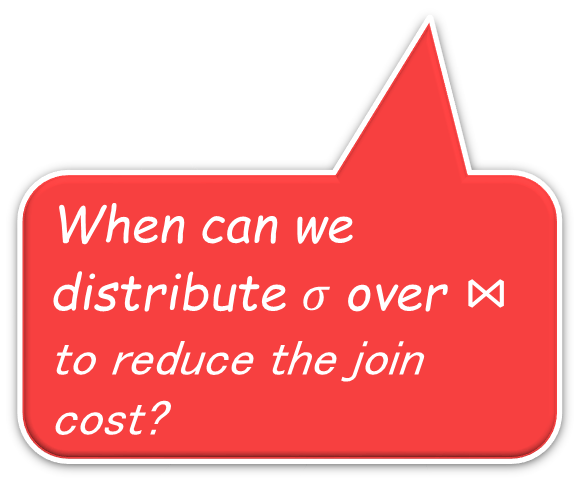 When can we
distribute σ over ⋈
to reduce the join
cost?